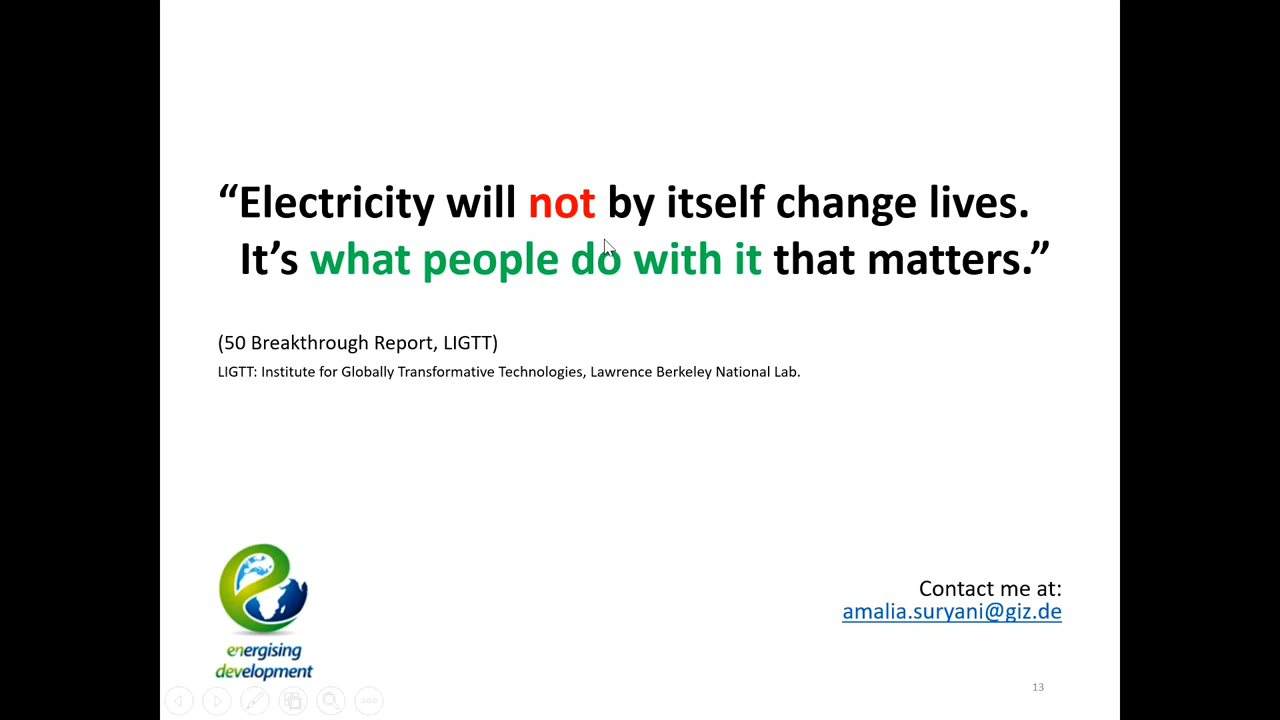 “Electricity will not by itself change lives.
It’s what people do with it that matters.”
(50 Breakthrough Report, LIGTT)
LIGTT: Institute for Globally Transformative Technologies, Lawrence Berkeley National Lab.
energising
development
Contact me at:
amalia.suryani@giz.de
13